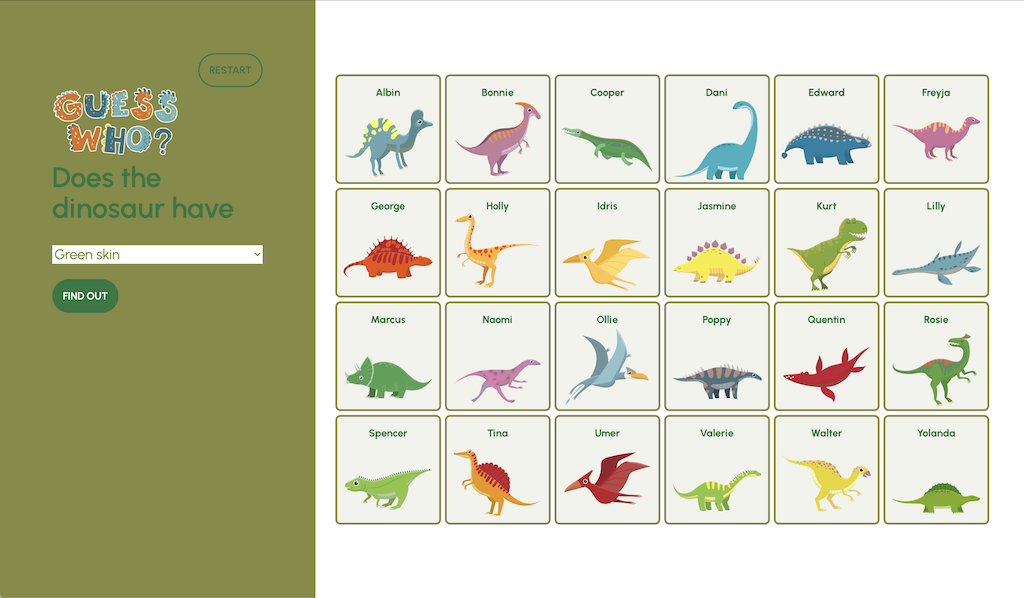 RESTART
GUESS
WHO?
Does the
dinosaur have
Green skin
FIND OUT
Albin
Bonnie
Cooper
Dani
Edward
Freyja
George
Holly
Idris
Jasmine
Kurt
Lilly
Marcus
Naomi
Ollie
Poppy
Quentin
Rosie
Spencer
Tina
Umer
Valerie
Walter
Yolanda